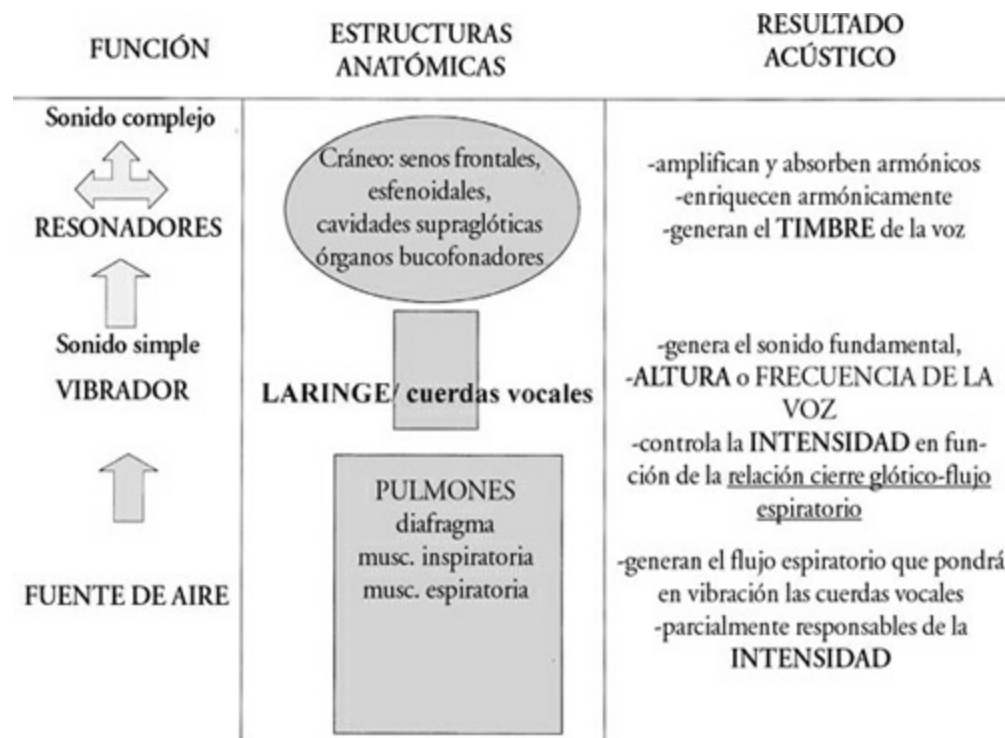 FUNCIÓN
ESTRUCTURAS
ANATÓMICAS
RESULTADO
ACÚSTICO
Sonido complejo
RESONADORES
Cráneo: senos frontales,
esfenoidales,
cavidades supraglóticas
órganos bucofonadores
-amplifican y absorben armónicos
-enriquecen armónicamente
-generan el TIMBRE de la voz
Sonido simple
VIBRADOR
LARINGE/ cuerdas vocales
-genera el sonido fundamental,
-ALTURA o FRECUENCIA DE LA
VOZ
-controla la INTENSIDAD en fun-
ción de la relación cierre glótico-flujo
espiratorio
FUENTE DE AIRE
PULMONES
diafragma
musc. inspiratoria
musc. espiratoria
-generan el flujo espiratorio que pondrá
en vibración las cuerdas vocales
-parcialmente responsables de la
INTENSIDAD